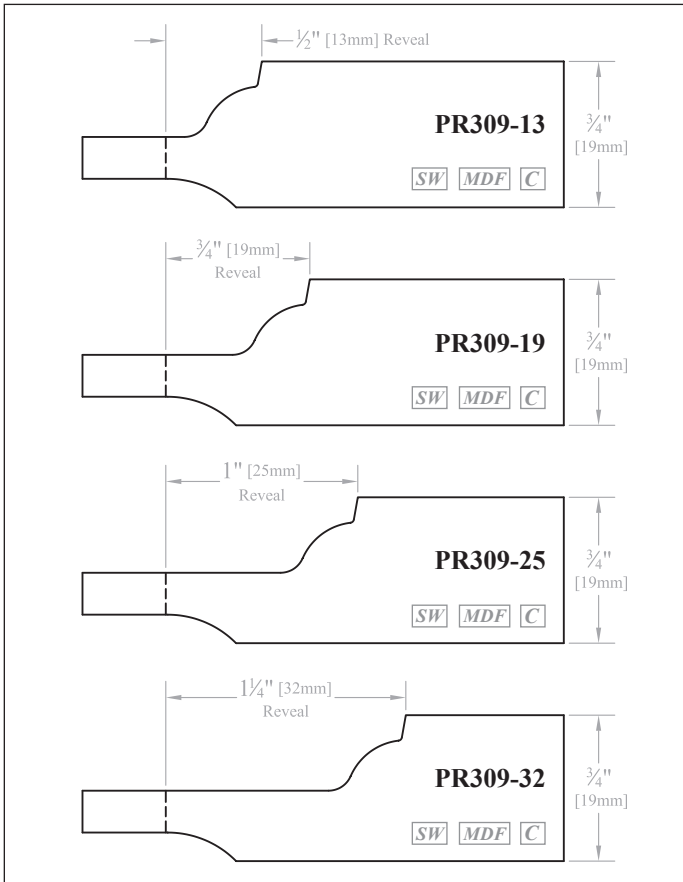 ½" [13mm] Reveal
PR309-13
¾"
[19mm]
SW MDF C
¾" [19mm]
Reveal
PR309-19
¾"
[19mm]
SW MDF C
1" [25mm]
Reveal
PR309-25
¾"
[19mm]
SW MDF C
1¼" [32mm]
Reveal
PR309-32
¾"
[19mm]
SW MDF C